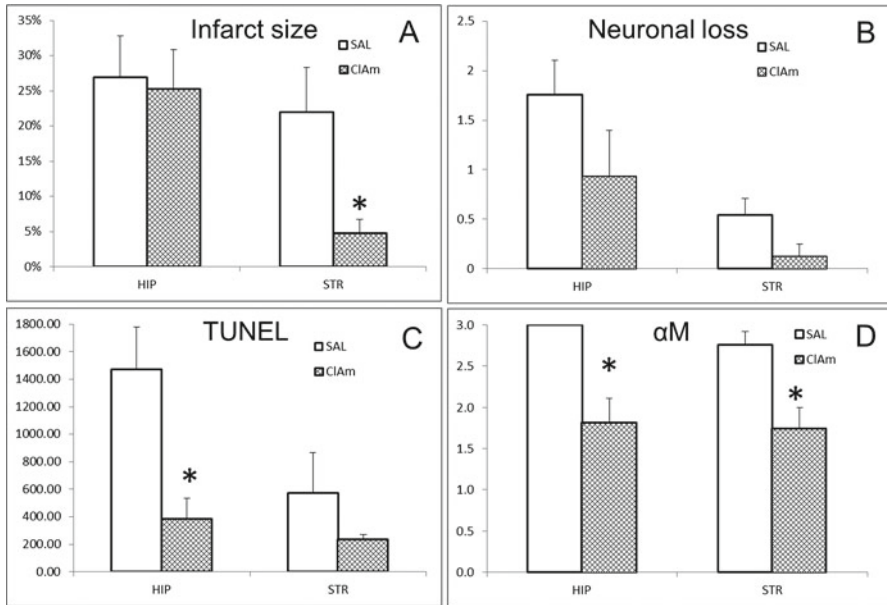 Infarct size A
SAL
ClAm
35%
30%
25%
20%
15%
10%
5%
0%
*
HIP STR
Neuronal loss B
SAL
ClAm
2
1.5
1
0.5
0
HIP STR
TUNEL C
SAL
ClAm
1800.00
1600.00
1400.00
1200.00
1000.00
800.00
600.00
400.00
200.00
0.00
*
HIP STR
αM D
SAL
ClAm
3.0
2.5
2.0
1.5
1.0
0.5
0.0
* *
HIP STR